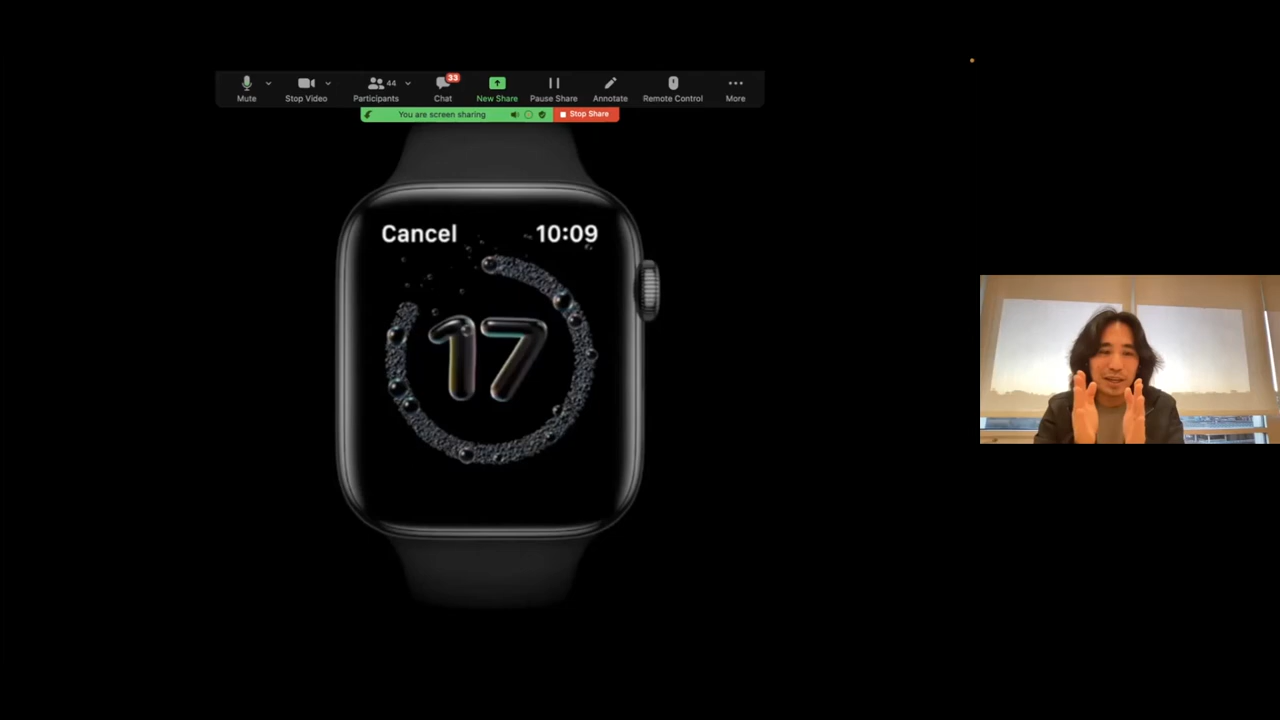 44
33
Mute
Stop Video
Participants
Chat
New Share
Pause Share
Annotate
Remote Control
More
You are screen sharing
Stop Share
Cancel
10:09
17